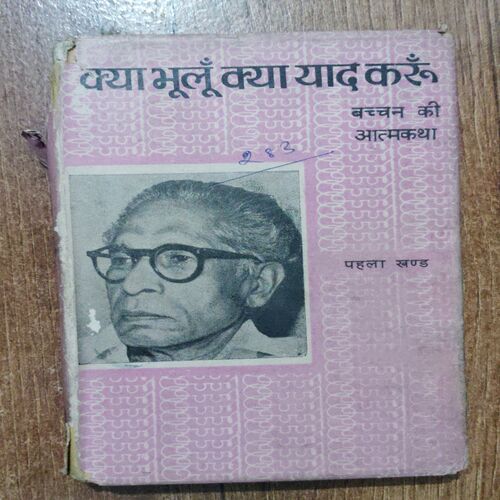 क्या भूलूँ क्या याद करूँ
बच्चन की
आत्मकथा
पहला खण्ड